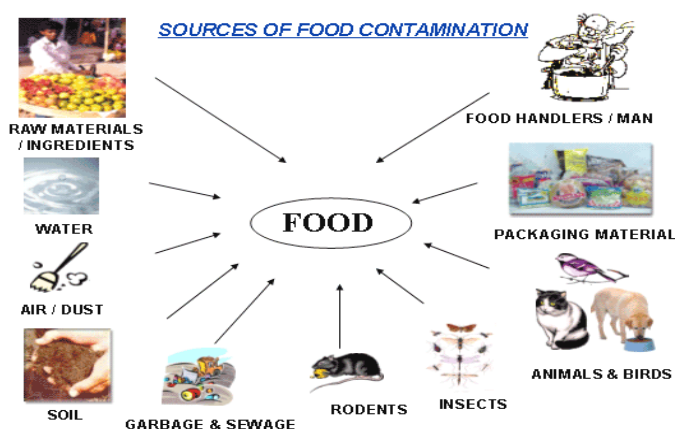 SOURCES OF FOOD CONTAMINATION
RAW MATERIALS
/ INGREDIENTS
FOOD HANDLERS / MAN
WATER
FOOD
PACKAGING MATERIAL
AIR / DUST
SOIL
GARBAGE & SEWAGE
RODENTS
INSECTS
ANIMALS & BIRDS